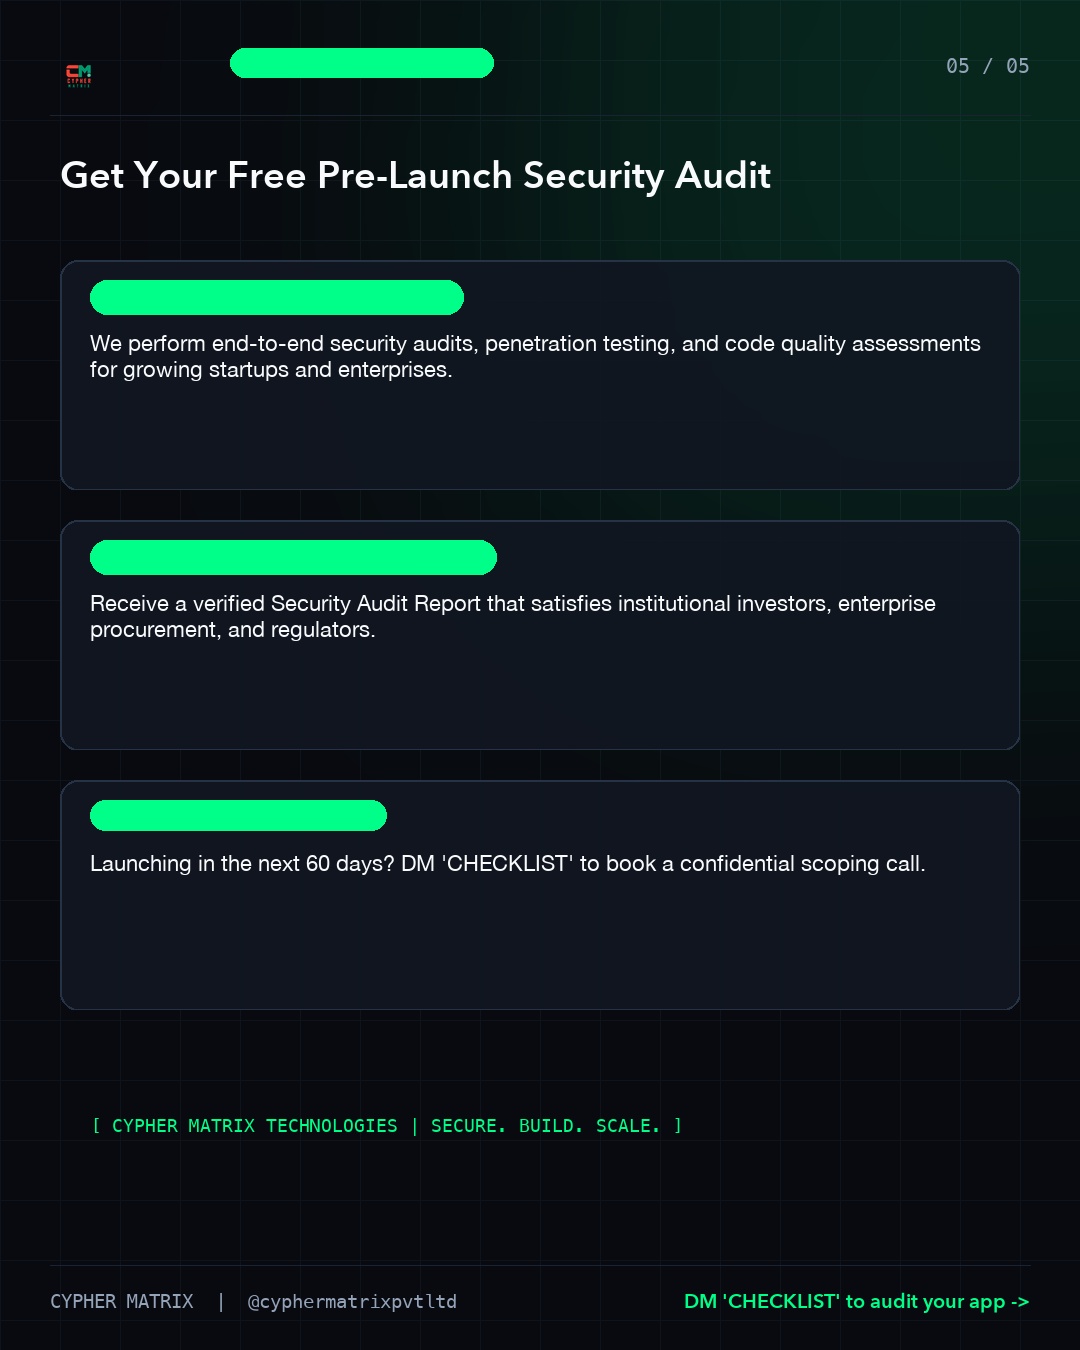 CM
CYPHER
MATRIX
05 / 05
Get Your Free Pre-Launch Security Audit
We perform end-to-end security audits, penetration testing, and code quality assessments
for growing startups and enterprises.
Receive a verified Security Audit Report that satisfies institutional investors, enterprise
procurement, and regulators.
Launching in the next 60 days? DM 'CHECKLIST' to book a confidential scoping call.
[ CYPHER MATRIX TECHNOLOGIES | SECURE. BUILD. SCALE. ]
CYPHER MATRIX | @cyphermatrixpvtltd
DM 'CHECKLIST' to audit your app ->